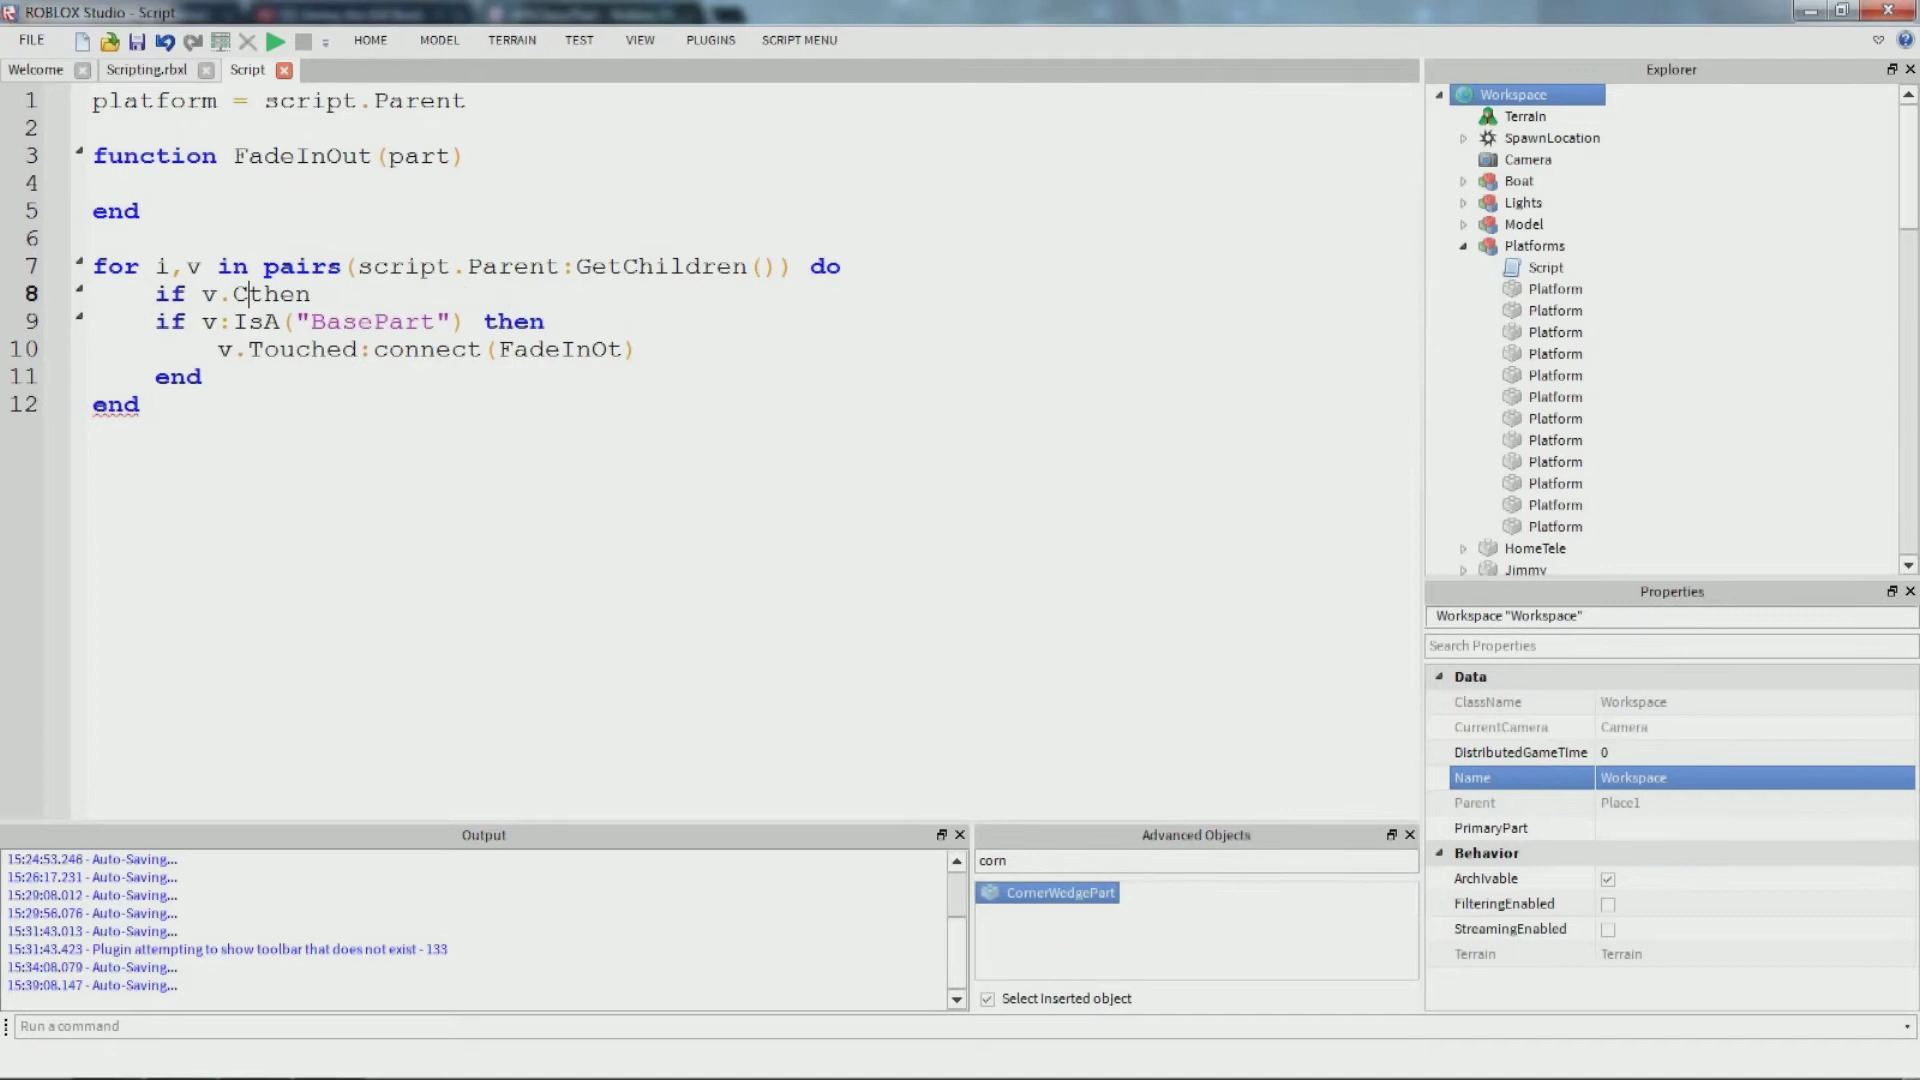 ROBLOX Studio - Script
FILE HOME MODEL TERRAIN TEST VIEW PLUGINS SCRIPT MENU
Welcome Scripting.rbxl Script
1 platform = script.Parent
2
3 function FadeInOut(part)
4
5 end
6
7 for i,v in pairs(script.Parent:GetChildren()) do
8 if v.Cthen
9 if v:IsA("BasePart") then
10 v.Touched:connect(FadeInOt)
11 end
12 end
Explorer
Workspace
Terrain
SpawnLocation
Camera
Boat
Lights
Model
Platforms
Script
Platform
Platform
Platform
Platform
Platform
Platform
Platform
Platform
Platform
Platform
Platform
Platform
HomeTele
Jimmy
Properties
Workspace "Workspace"
Search Properties
Data
ClassName Workspace
CurrentCamera Camera
DistributedGameTime 0
Name Workspace
Parent Place1
PrimaryPart
Behavior
Archivable
FilteringEnabled
StreamingEnabled
Terrain Terrain
Output
15:24:53.246 - Auto-Saving...
15:26:17.231 - Auto-Saving...
15:29:08.012 - Auto-Saving...
15:29:56.076 - Auto-Saving...
15:31:43.013 - Auto-Saving...
15:31:43.423 - Plugin attempting to show toolbar that does not exist - 133
15:34:08.079 - Auto-Saving...
15:39:08.147 - Auto-Saving...
Advanced Objects
corn
CornerWedgePart
Select inserted object
Run a command